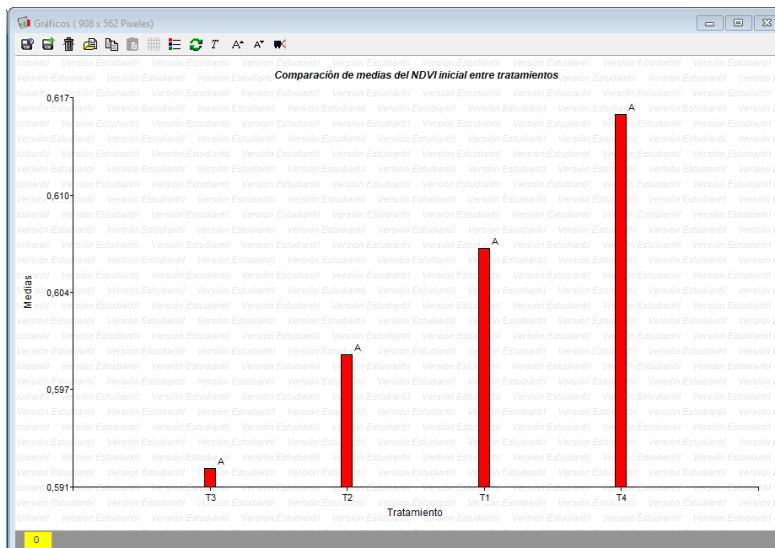 Gráficos ( 908 x 562 Pixeles)
T A A
Comparación de medias del NDVI inicial entre tratamientos
0,617
0,610
0,604
0,597
0,591
Medias
A
A
A
A
T3 T2 T1 T4
Tratamiento
Versión Estudiantil
0